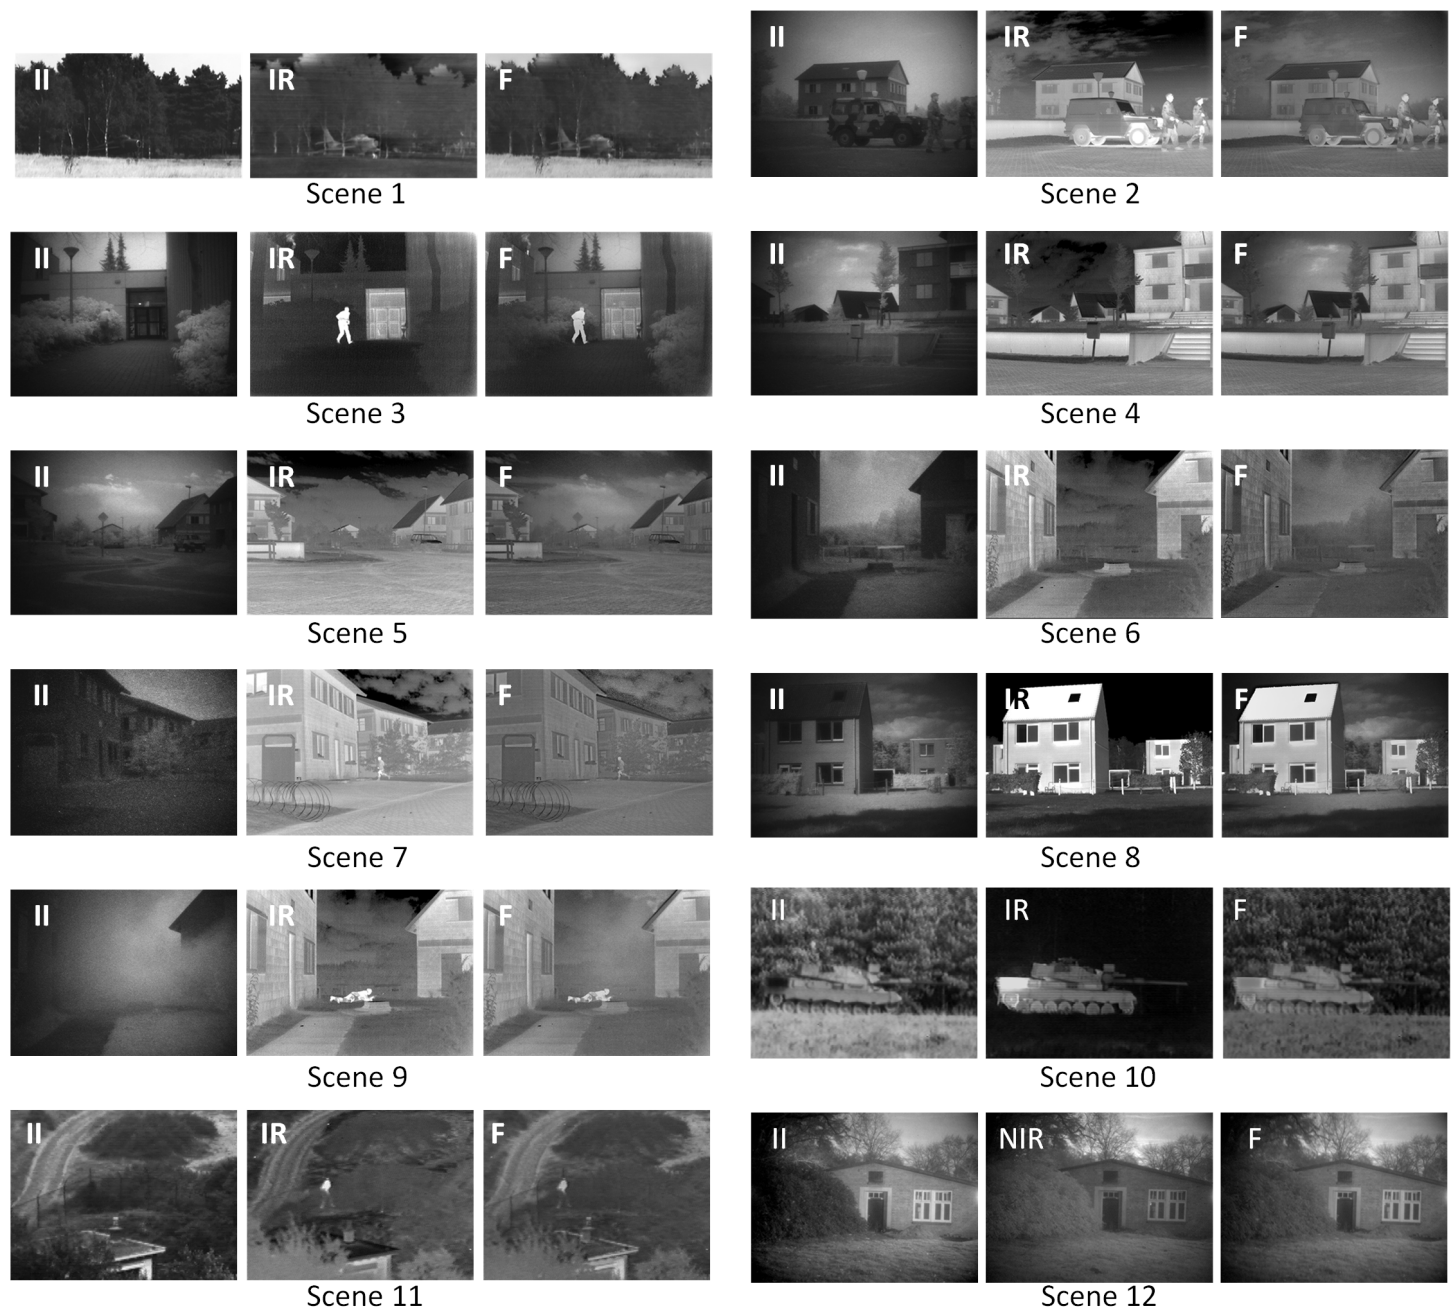 II IR F
Scene 1
II IR F
Scene 2
II IR F
Scene 3
II IR F
Scene 4
II IR F
Scene 5
II IR F
Scene 6
II IR F
Scene 7
II IR F
Scene 8
II IR F
Scene 9
II IR F
Scene 10
II IR F
Scene 11
II NIR F
Scene 12